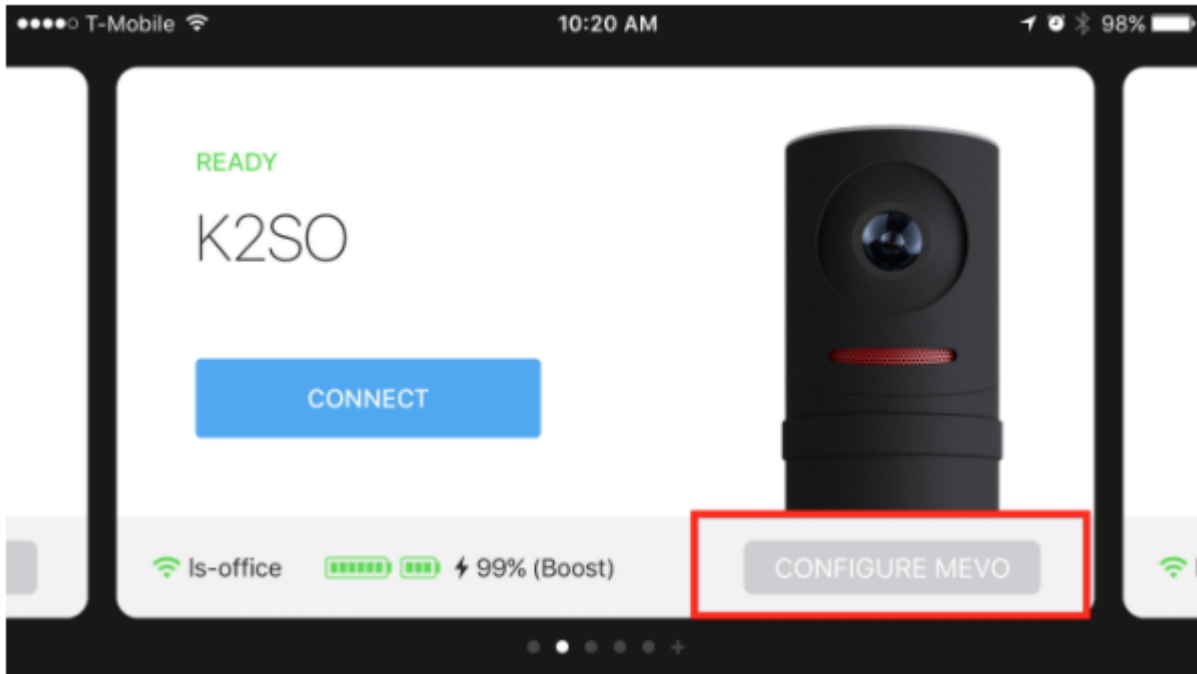 T-Mobile 10:20 AM 98%
READY
K2SO
CONNECT
ls-office 99% (Boost) CONFIGURE MEVO